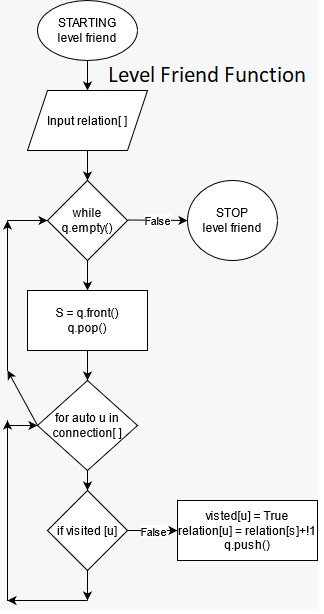 STARTING
level friend
Level Friend Function
Input relation[ ]
while
q.empty()
False
STOP
level friend
S = q.front()
q.pop()
for auto u in
connection[ ]
if visited [u]
False
visted[u] = True
relation[u] = relation[s]+!1
q.push()